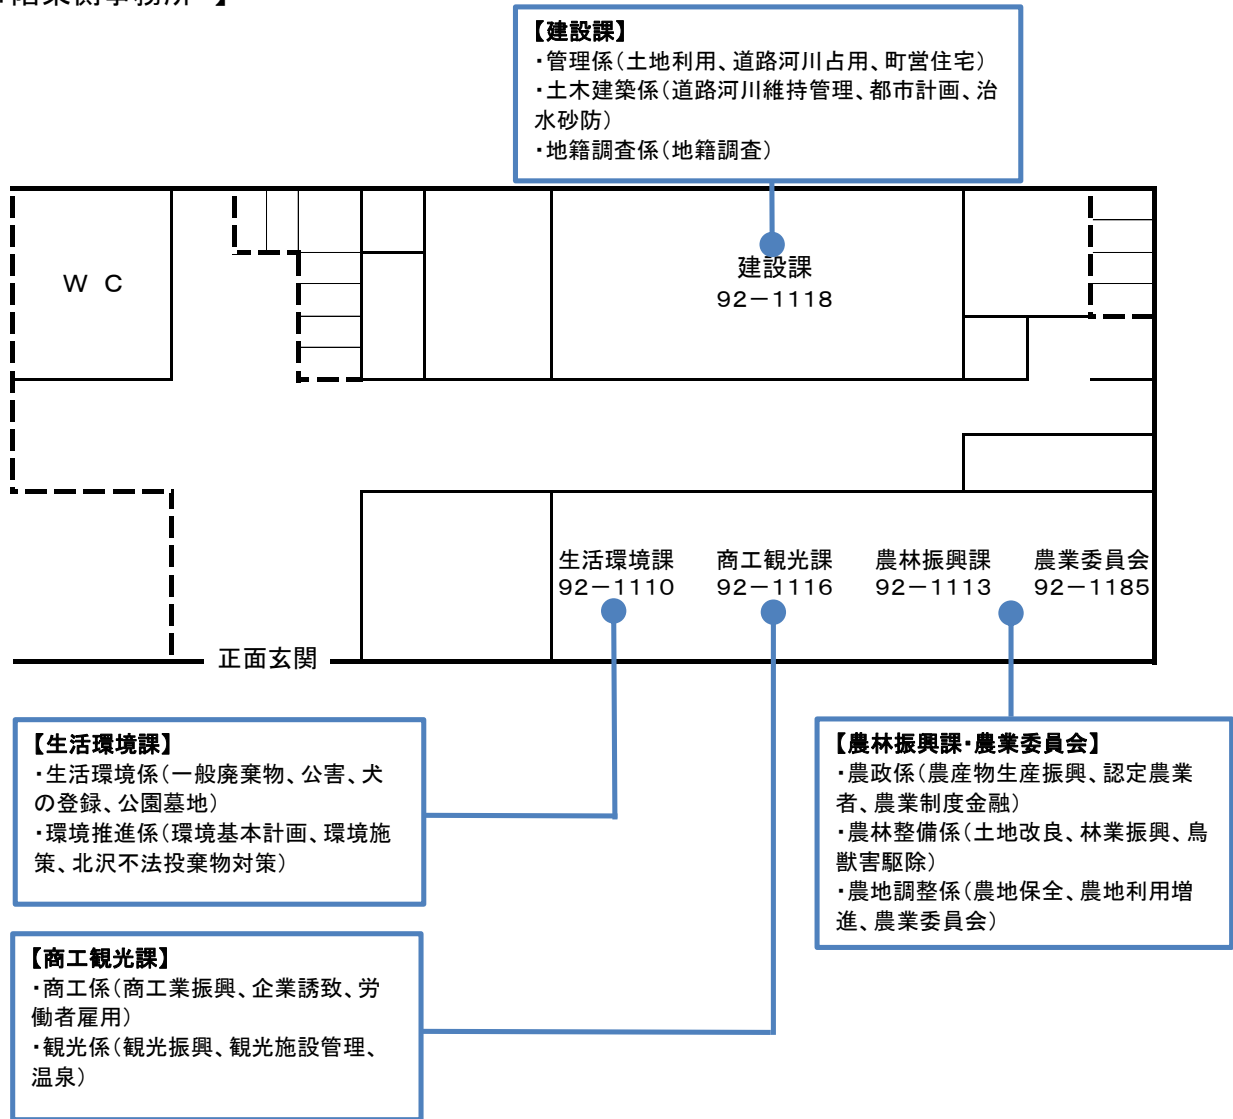 階東側事務所 】
【建設課】
・管理係(土地利用、道路河川占用、町営住宅)
・土木建築係(道路河川維持管理、都市計画、治
水砂防)
・地籍調査係(地籍調査)
W C
建設課
92-1118
生活環境課
92-1110
商工観光課
92-1116
農林振興課
92-1113
農業委員会
92-1185
正面玄関
【生活環境課】
・生活環境係(一般廃棄物、公害、犬
の登録、公園墓地)
・環境推進係(環境基本計画、環境施
策、北沢不法投棄物対策)
【農林振興課・農業委員会】
・農政係(農産物生産振興、認定農業
者、農業制度金融)
・農林整備係(土地改良、林業振興、鳥
獣害駆除)
・農地調整係(農地保全、農地利用増
進、農業委員会)
【商工観光課】
・商工係(商工業振興、企業誘致、労
働者雇用)
・観光係(観光振興、観光施設管理、
温泉)